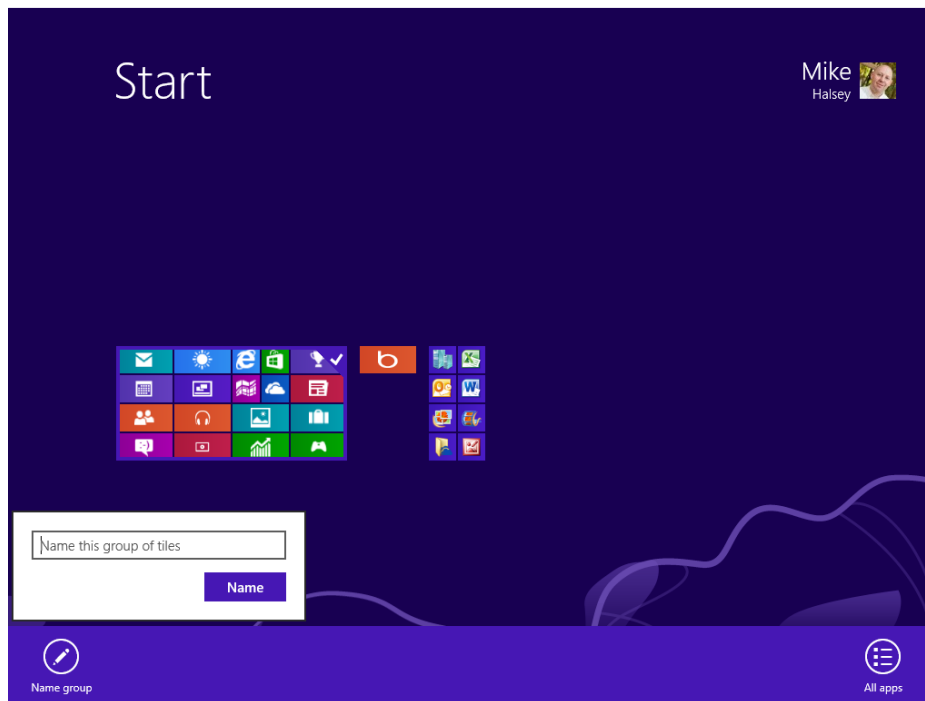 Start
Mike
Halsey
Name this group of tiles
Name
Name group
All apps